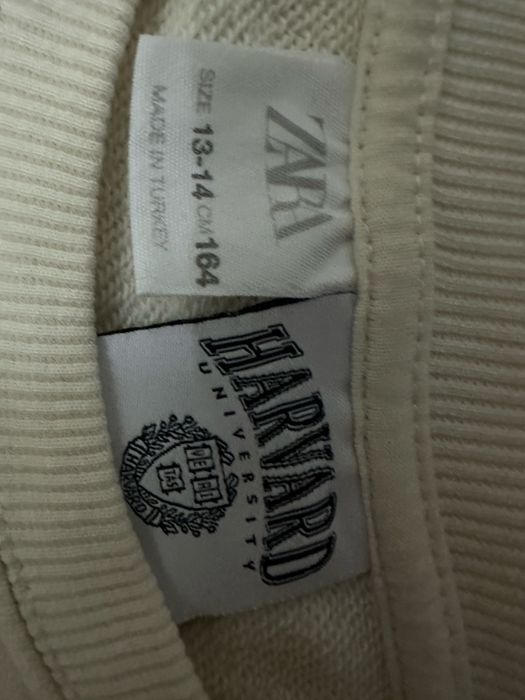 ZARA
SIZE 13-14 CM 164
MADE IN TURKEY
HARVARD
UNIVERSITY
VE RI
TAS